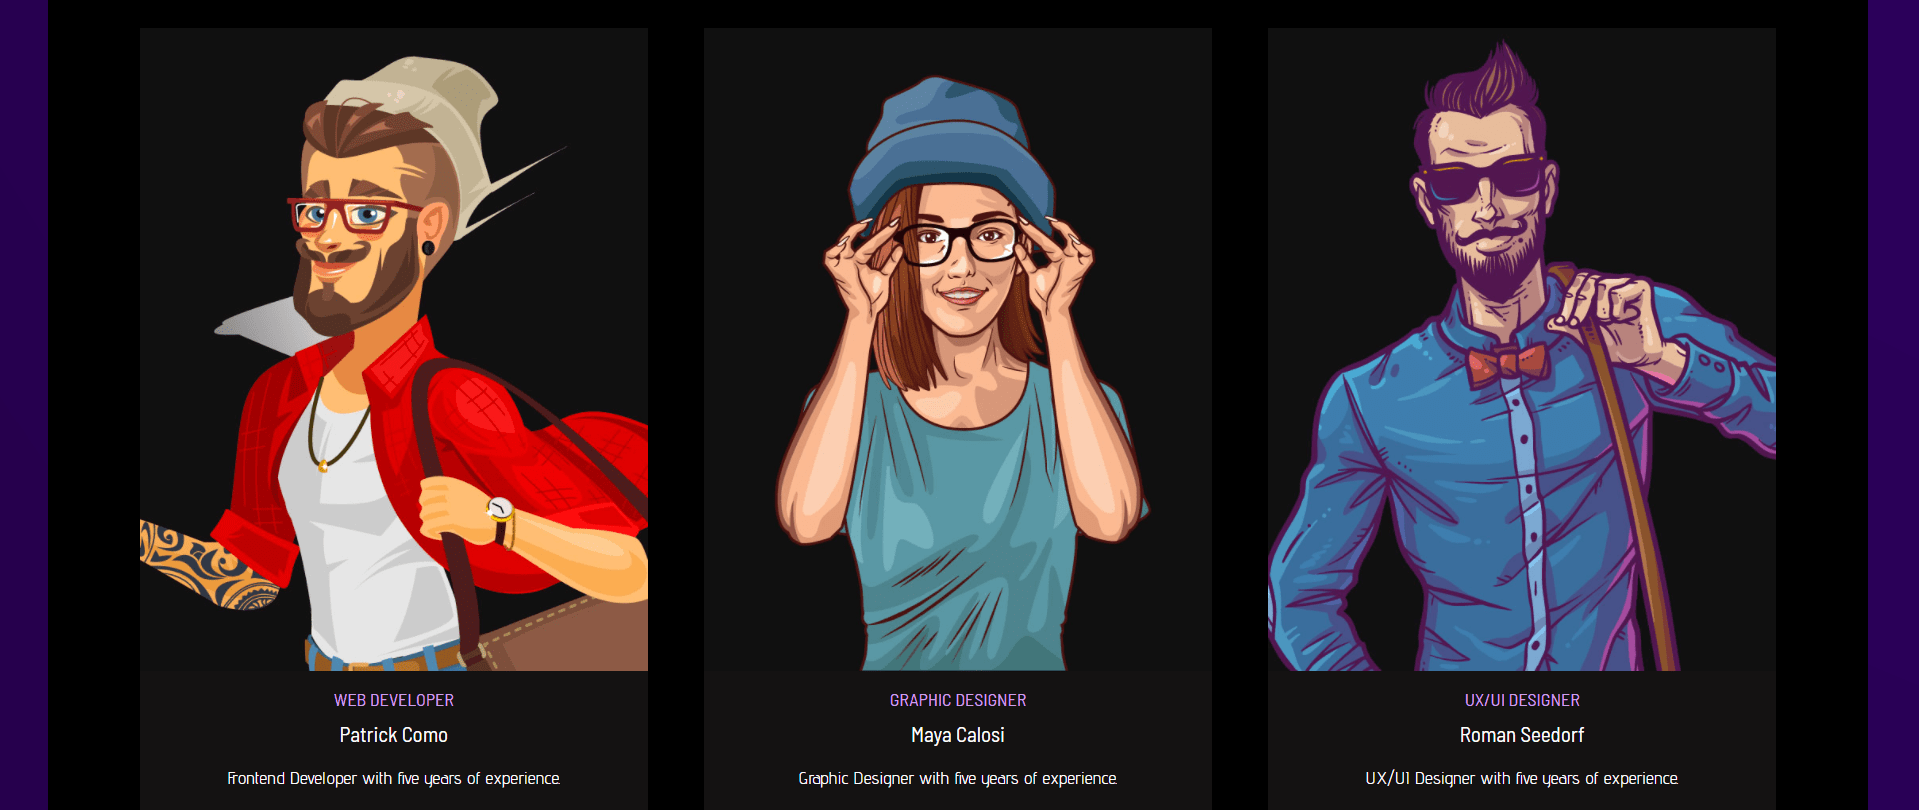 WEB DEVELOPER
Patrick Como
Frontend Developer with five years of experience
GRAPHIC DESIGNER
Maya Calosi
Graphic Designer with five years of experience
UX/UI DESIGNER
Roman Seedorf
UX/UI Designer with five years of experience